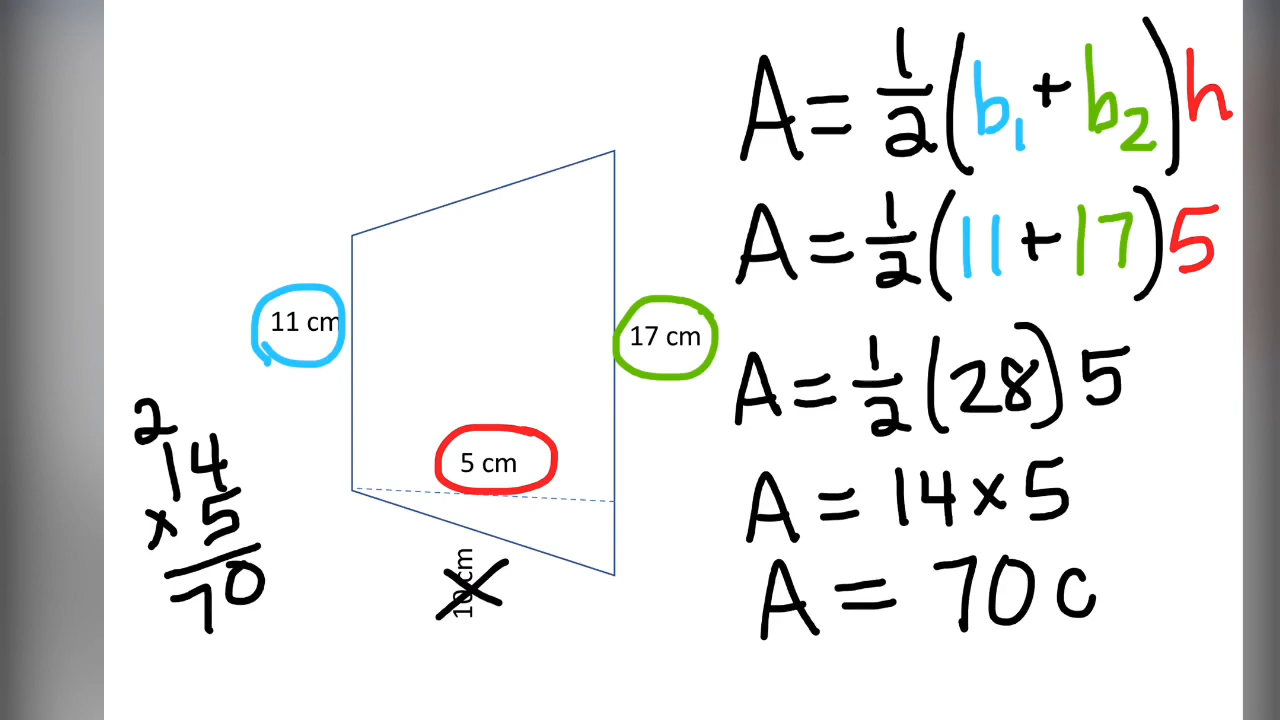 A = 1/2 (b₁ + b₂) h
A = 1/2 (11 + 17) 5
11 cm
17 cm
A = 1/2 (28) 5
2
14
x 5
70
5 cm
A = 14 x 5
10 cm
A = 70 c